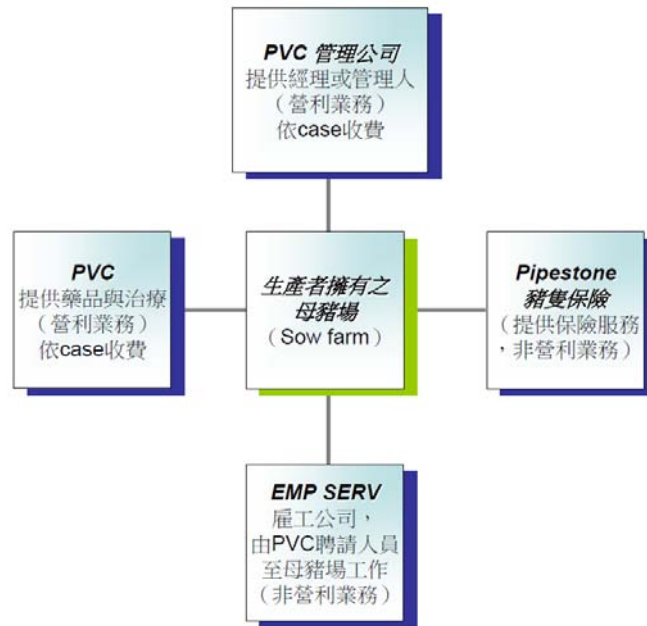 PVC 管理公司
提供經理或管理人
（營利業務）
依case收費
PVC
提供藥品與治療
（營利業務）
依case收費
生產者擁有之
母豬場
（Sow farm）
Pipestone
豬隻保險
（提供保險服務
，非營利業務）
EMP SERV
雇工公司，
由PVC聘請人員
至母豬場工作
（非營利業務）